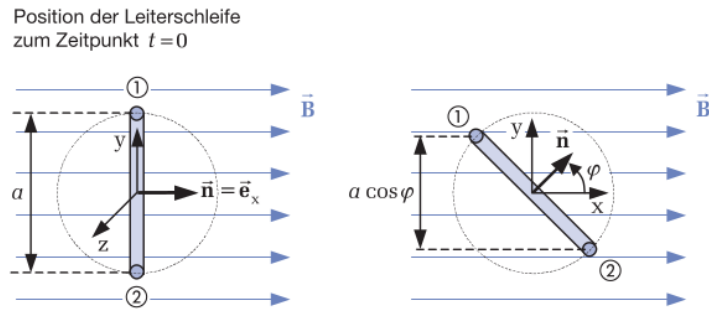 Position der Leiterschleife
zum Zeitpunkt t = 0
①
B⃗
y
a
n⃗ = e⃗ₓ
z
②
①
B⃗
y
n⃗
φ
a cos φ
x
②